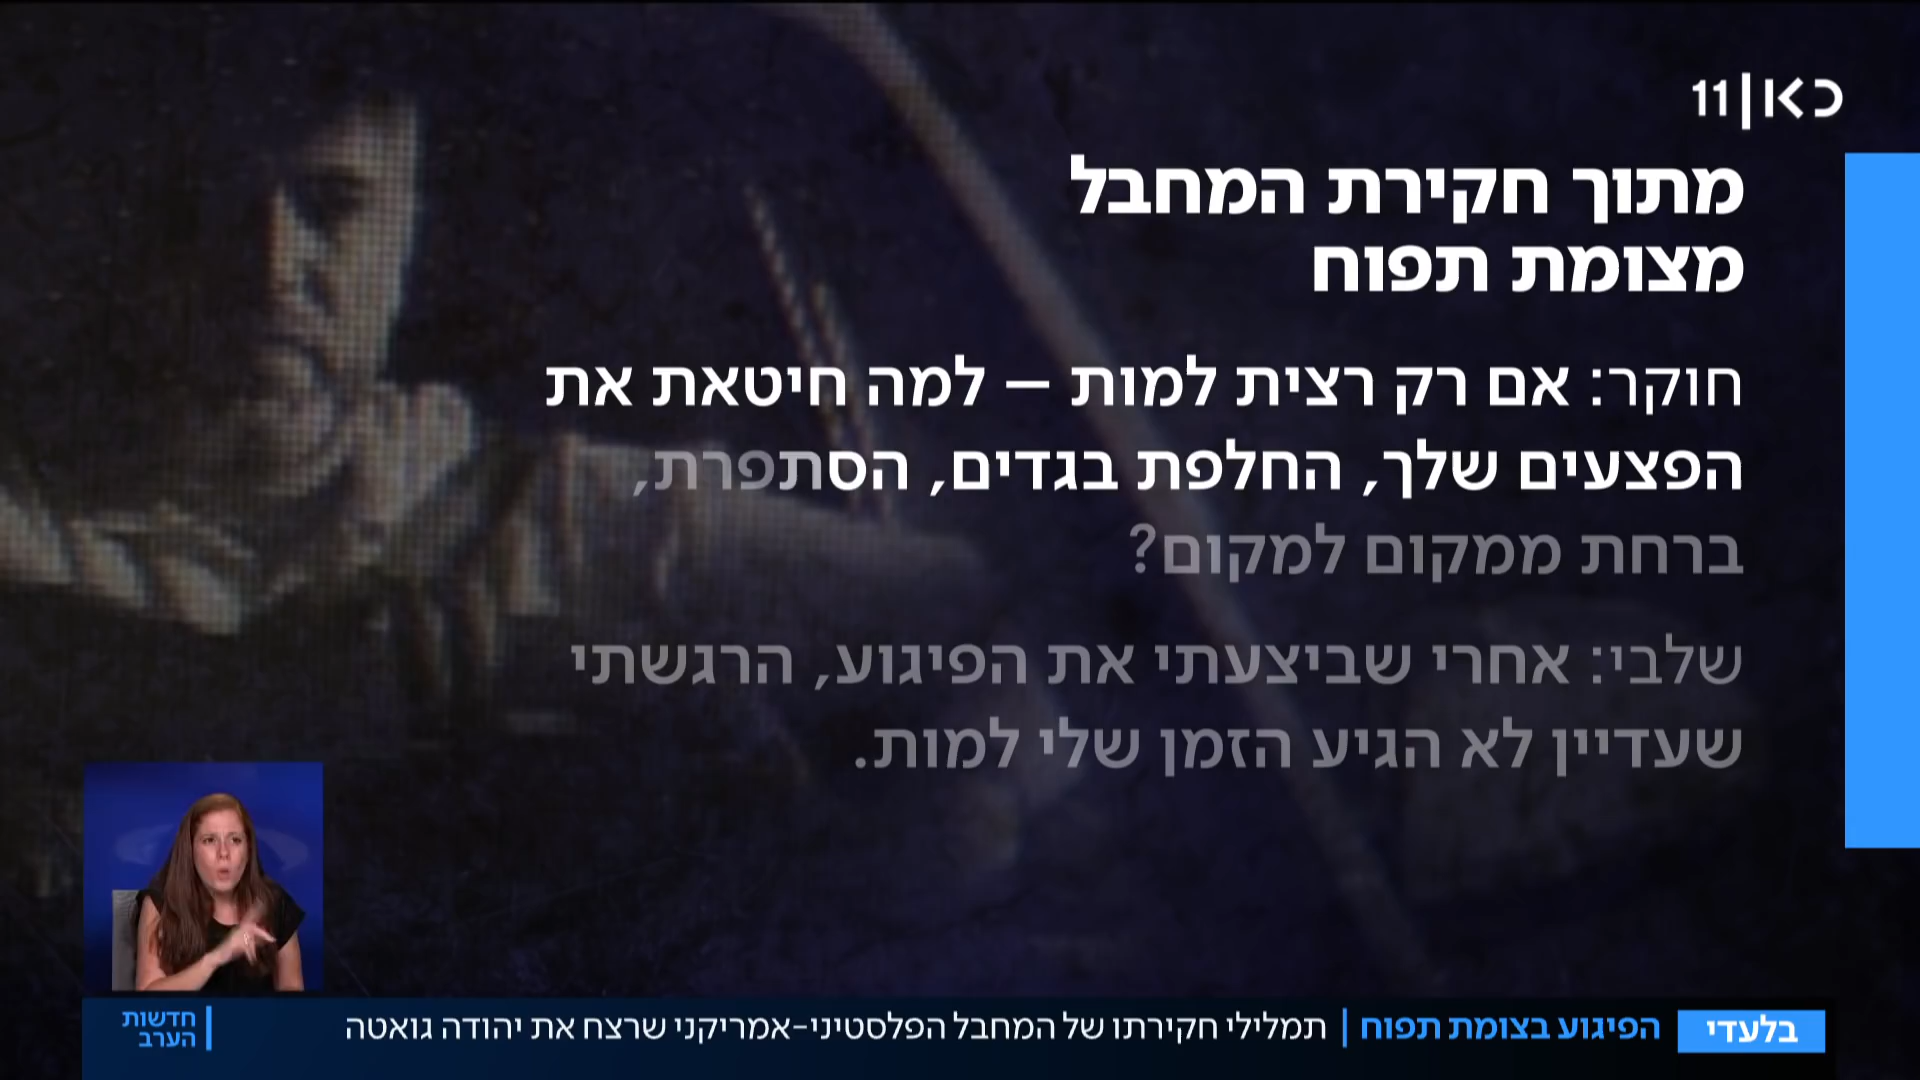 כאן 11
מתוך חקירת המחבל
מצומת תפוח
חוקר: אם רק רצית למות – למה חיטאת את
הפצעים שלך, החלפת בגדים, הסתפרת,
ברחת ממקום למקום?
שלבי: אחרי שביצעתי את הפיגוע, הרגשתי
שעדיין לא הגיע הזמן שלי למות.
בלעדי הפיגוע בצומת תפוח | תמלילי חקירתו של המחבל הפלסטיני-אמריקני שרצח את יהודה גואטה
חדשות
הערב